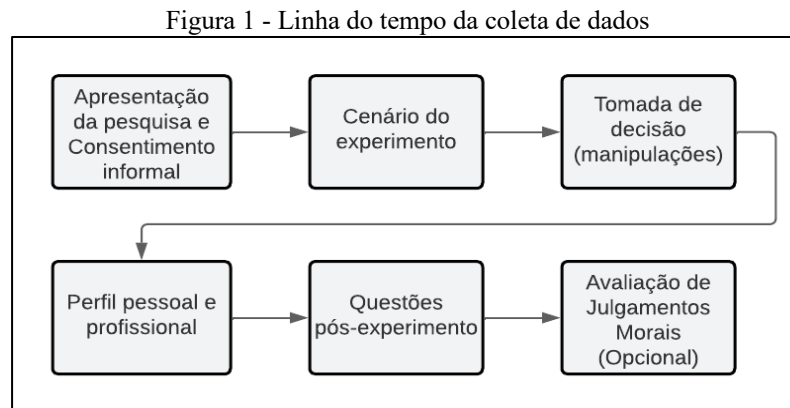 Figura 1 - Linha do tempo da coleta de dados
Apresentação
da pesquisa e
Consentimento
informal
Cenário do
experimento
Tomada de
decisão
(manipulações)
Perfil pessoal e
profissional
Questões
pós-experimento
Avaliação de
Julgamentos
Morais
(Opcional)